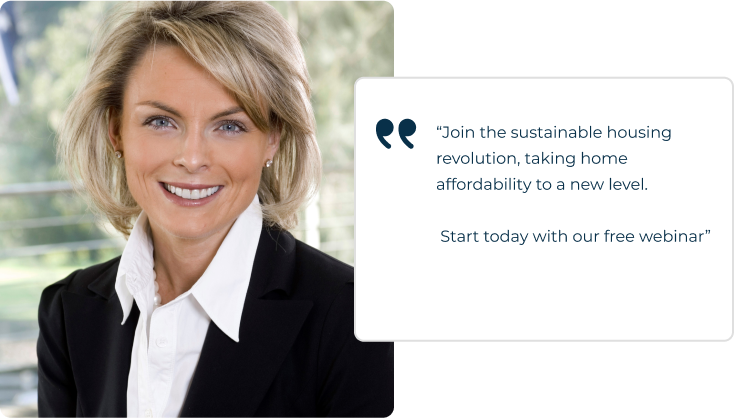 “Join the sustainable housing
revolution, taking home
affordability to a new level.
Start today with our free webinar”